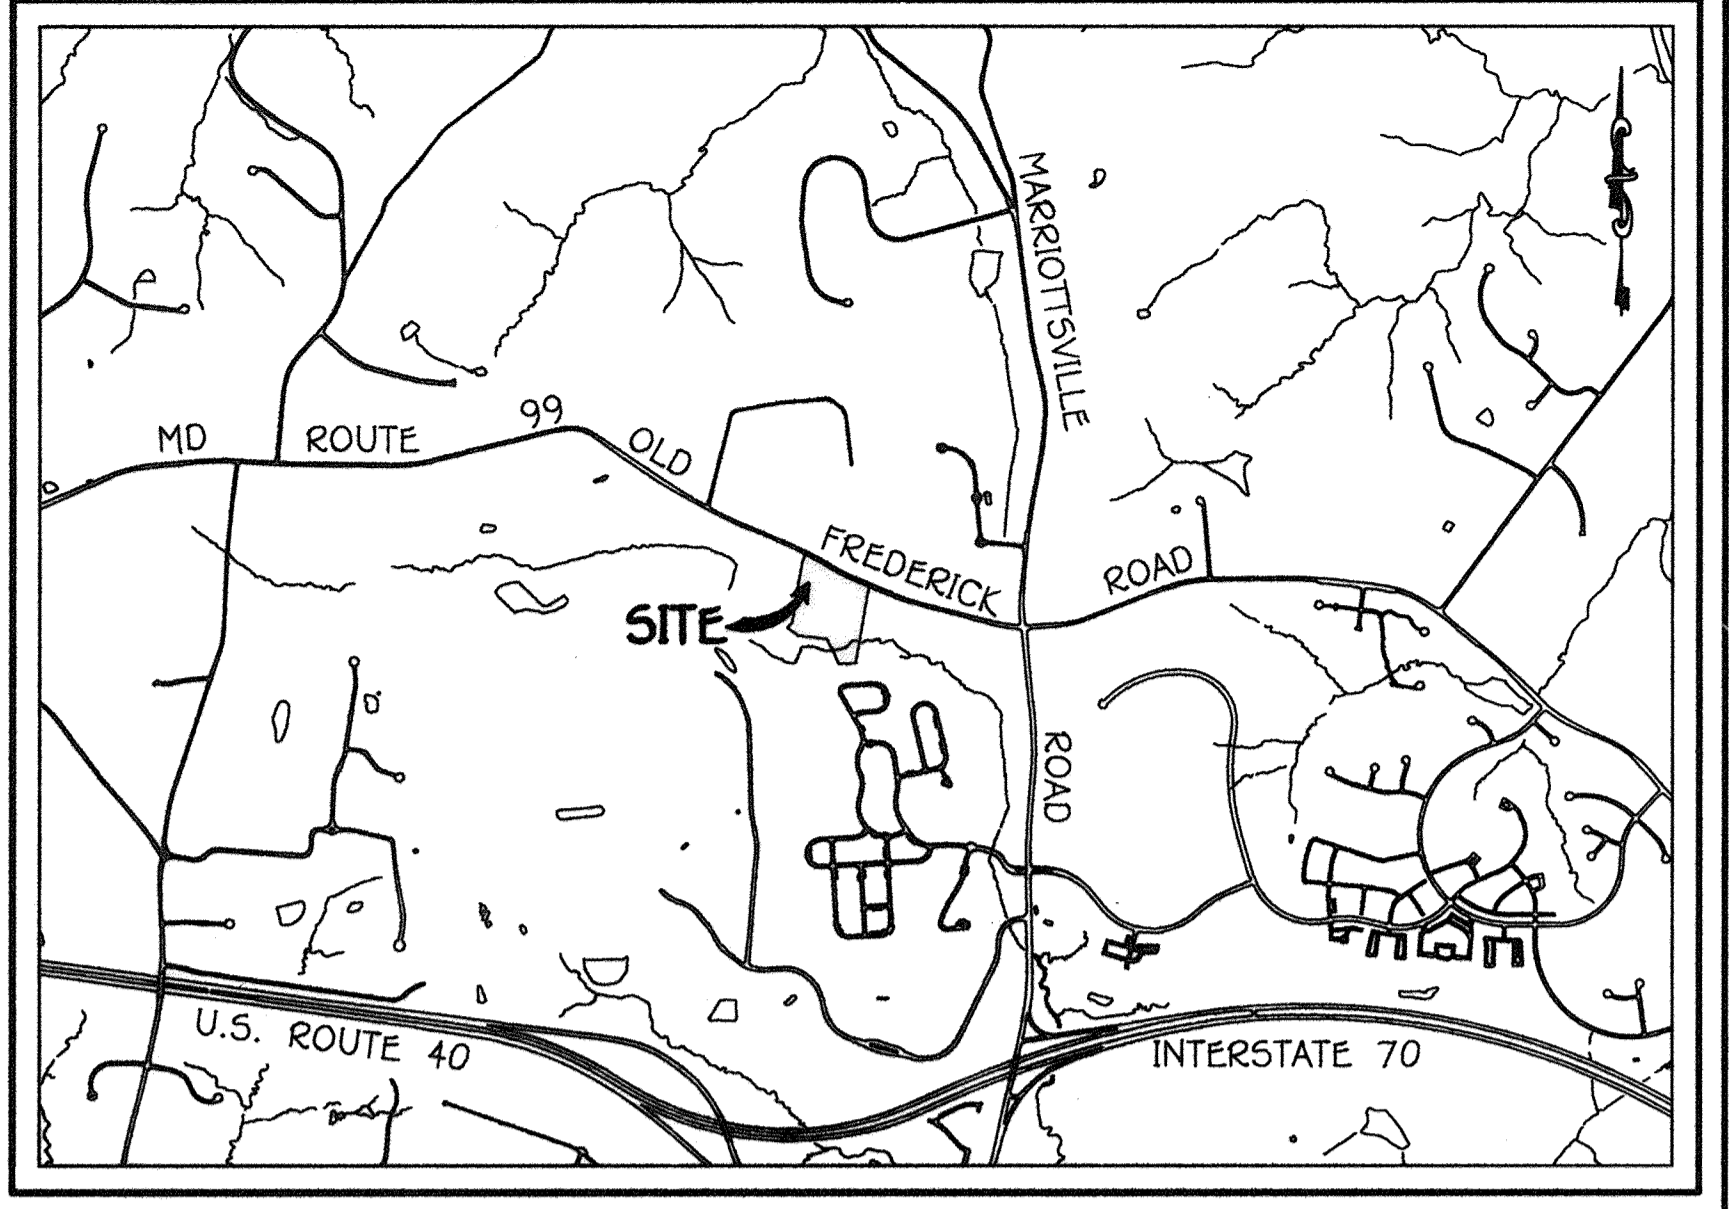 MARRIOTTSVILLE
MD ROUTE 99 OLD
FREDERICK ROAD
SITE
ROAD
U.S. ROUTE 40
INTERSTATE 70